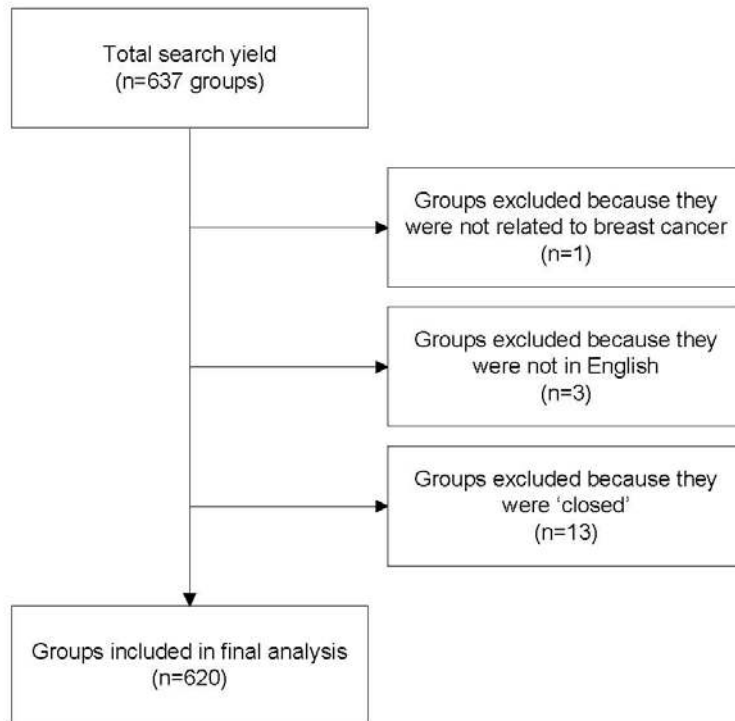 Total search yield
(n=637 groups)
Groups excluded because they
were not related to breast cancer
(n=1)
Groups excluded because they
were not in English
(n=3)
Groups excluded because they
were ‘closed’
(n=13)
Groups included in final analysis
(n=620)